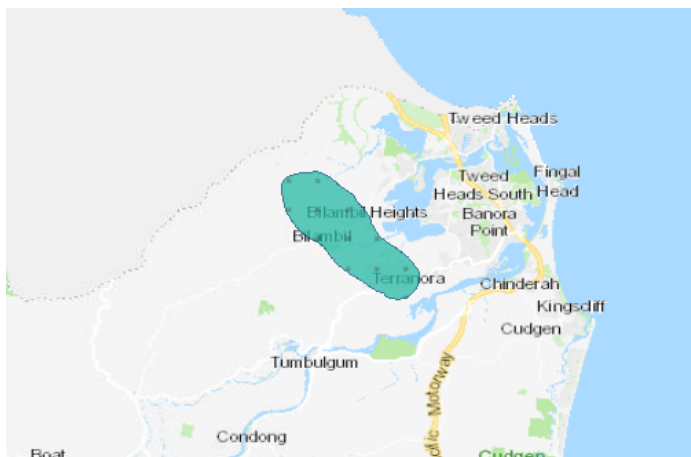 Tweed Heads
Tweed
Heads South
Fingal
Head
Bilambil Heights
Banora
Point
Bilambil
Terranora
Chinderah
Kingscliff
Cudgen
Tumbulgum
Pacific Motorway
Condong
Boat
Cudgen